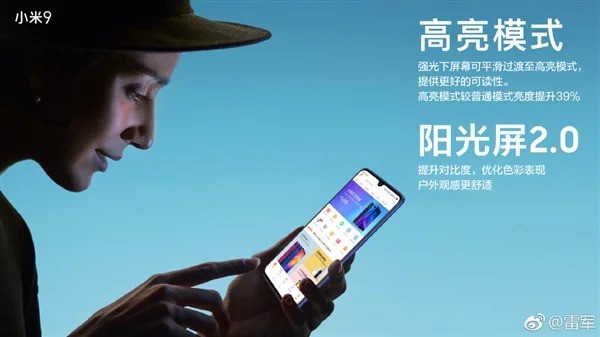 小米9
高亮模式
强光下屏幕可平滑过渡至高亮模式，
提供更好的可读性。
高亮模式较普通模式亮度提升39%
阳光屏2.0
提升对比度，优化色彩表现
户外观感更舒适
@雷军